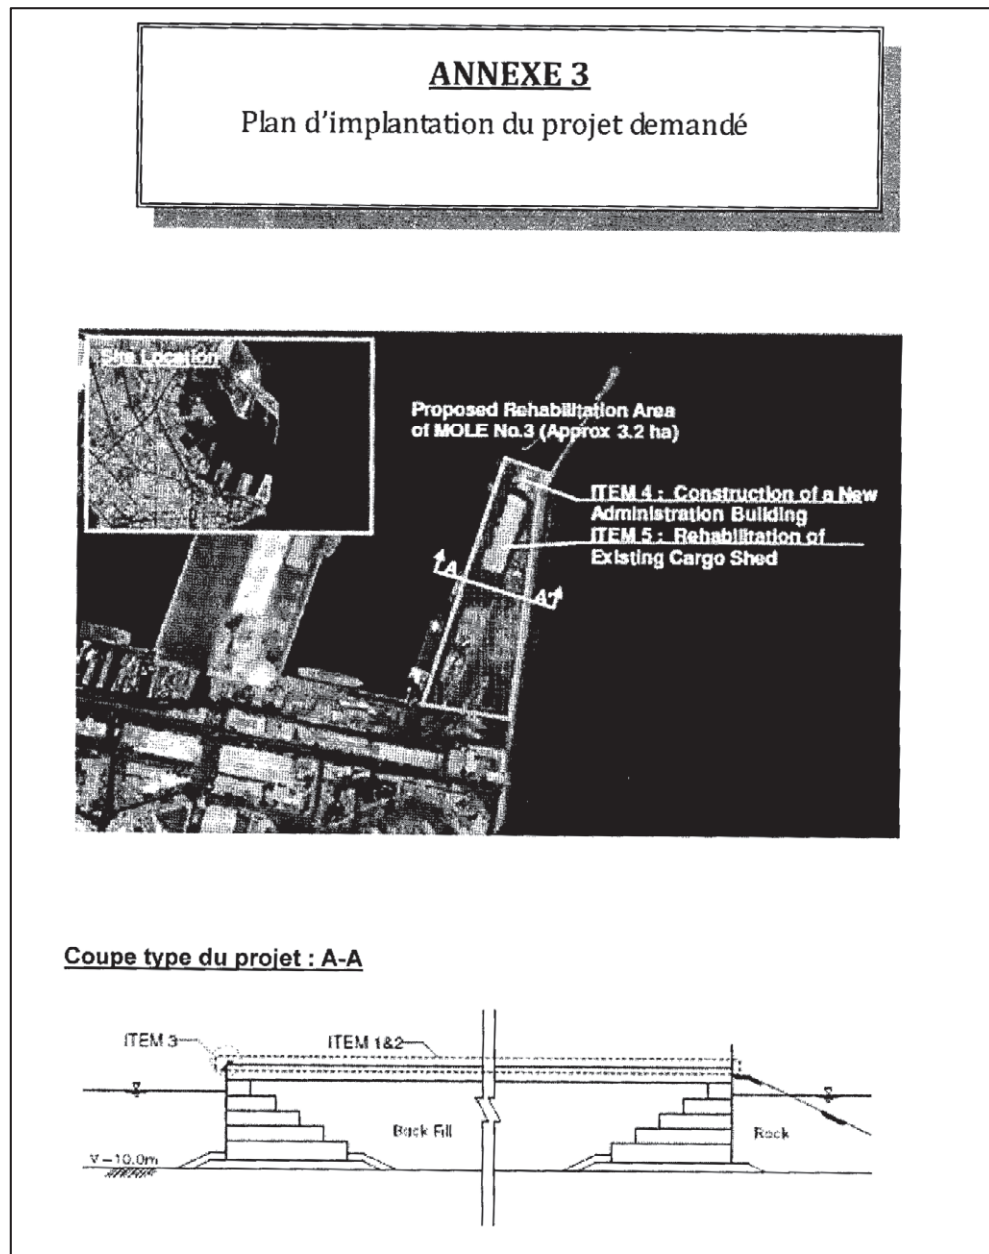 ANNEXE 3
Plan d'implantation du projet demandé
Site Location
Proposed Rehabilitation Area
of MOLE No.3 (Approx 3.2 ha)
ITEM 4 : Construction of a New
Administration Building
ITEM 5 : Rehabilitation of
Existing Cargo Shed
A
A'
Coupe type du projet : A-A
ITEM 3
ITEM 1&2
Back Fill
Rock
∇-10.0m